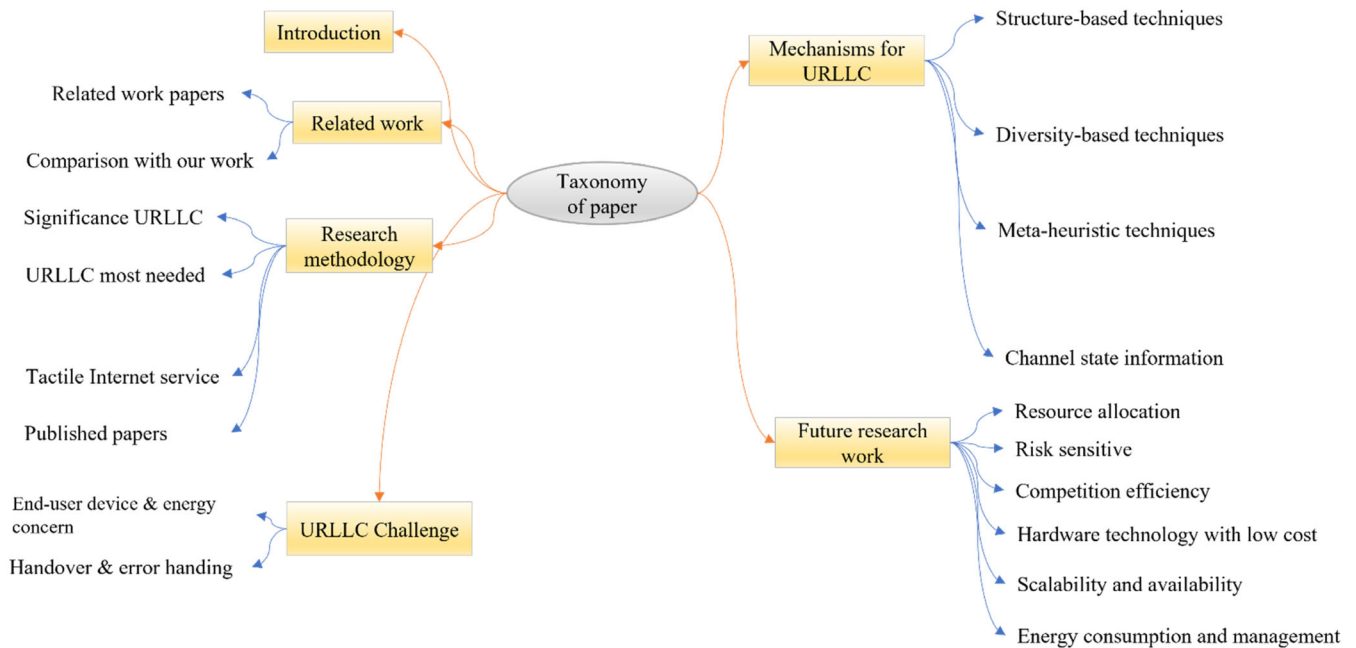 Taxonomy
of paper
Introduction
Related work
Related work papers
Comparison with our work
Research
methodology
Significance URLLC
URLLC most needed
Tactile Internet service
Published papers
URLLC Challenge
End-user device & energy
concern
Handover & error handing
Mechanisms for
URLLC
Structure-based techniques
Diversity-based techniques
Meta-heuristic techniques
Channel state information
Future research
work
Resource allocation
Risk sensitive
Competition efficiency
Hardware technology with low cost
Scalability and availability
Energy consumption and management